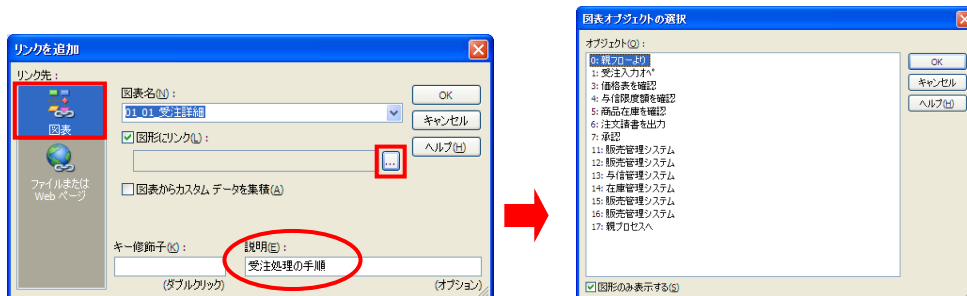 リンクを追加
リンク先：
図表
ファイルまたは
Web ページ
図表名(N)：
01_01_受注詳細
図形にリンク(L)：
...
図表からカスタム データを集積(A)
キー修飾子(K)：
(ダブルクリック)
説明(E)：
受注処理の手順
(オプション)
OK
キャンセル
ヘルプ(H)
図表オブジェクトの選択
オブジェクト(O)：
0: 親フローより
1: 受注入力オペ
3: 価格表を確認
4: 与信限度額を確認
5: 商品在庫を確認
6: 注文請書を出力
7: 承認
11: 販売管理システム
12: 販売管理システム
13: 与信管理システム
14: 在庫管理システム
15: 販売管理システム
16: 販売管理システム
17: 親プロセスへ
図形のみ表示する(S)
OK
キャンセル
ヘルプ(H)